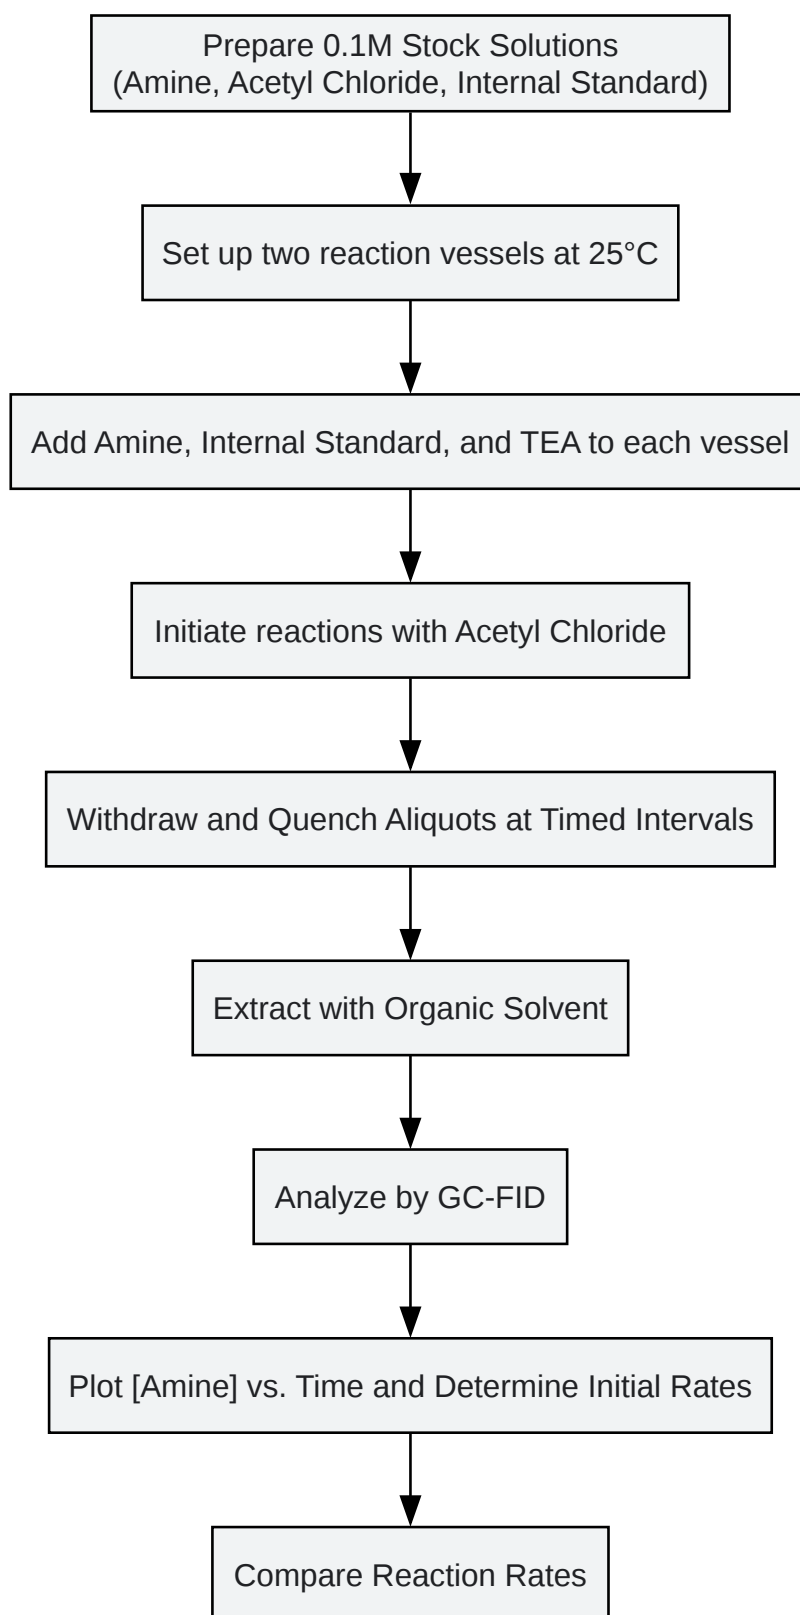 Prepare 0.1M Stock Solutions
(Amine, Acetyl Chloride, Internal Standard)
Set up two reaction vessels at 25°C
Add Amine, Internal Standard, and TEA to each vessel
Initiate reactions with Acetyl Chloride
Withdraw and Quench Aliquots at Timed Intervals
Extract with Organic Solvent
Analyze by GC-FID
Plot [Amine] vs. Time and Determine Initial Rates
Compare Reaction Rates